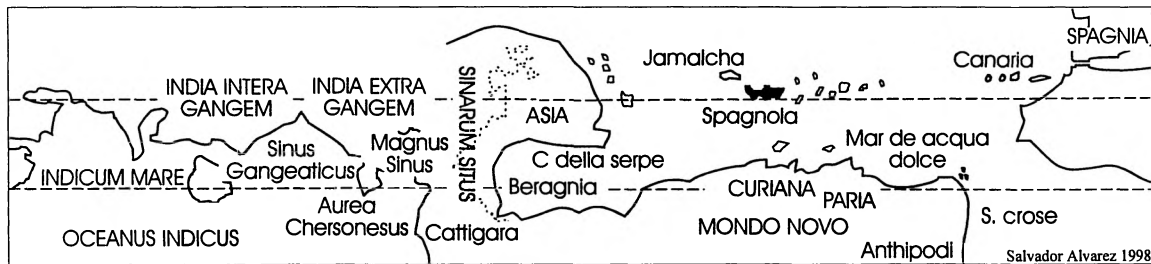 INDIA INTERA
GANGEM
INDIA EXTRA
GANGEM
SINARUM SITUS
Jamalcha
Canaria
SPAGNIA
ASIA
Spagnola
Magnus
Sinus
Sinus
Gangeaticus
INDICUM MARE
C della serpe
Mar de acqua
dolce
Beragnia
CURIANA
PARIA
Aurea
Chersonesus
Cattigara
OCEANUS INDICUS
MONDO NOVO
S. crose
Anthipodi
Salvador Alvarez 1998